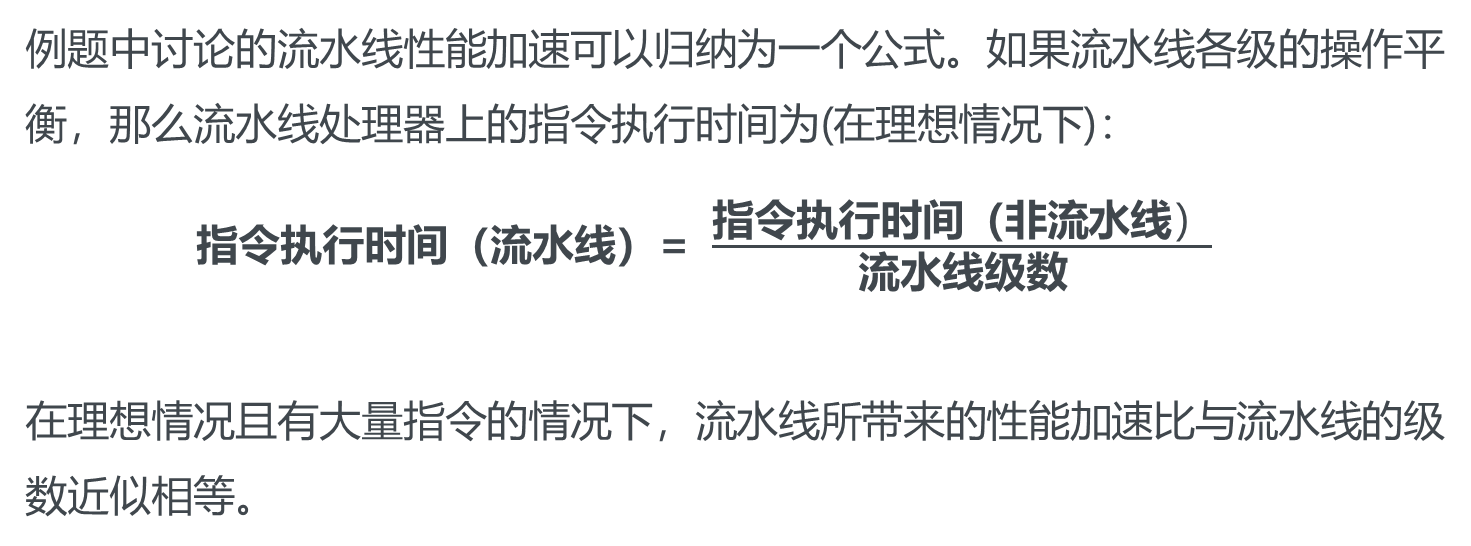 例题中讨论的流水线性能加速可以归纳为一个公式。如果流水线各级的操作平
衡，那么流水线处理器上的指令执行时间为(在理想情况下)：
指令执行时间（流水线）= 指令执行时间（非流水线）
流水线级数
在理想情况且有大量指令的情况下，流水线所带来的性能加速比与流水线的级
数近似相等。